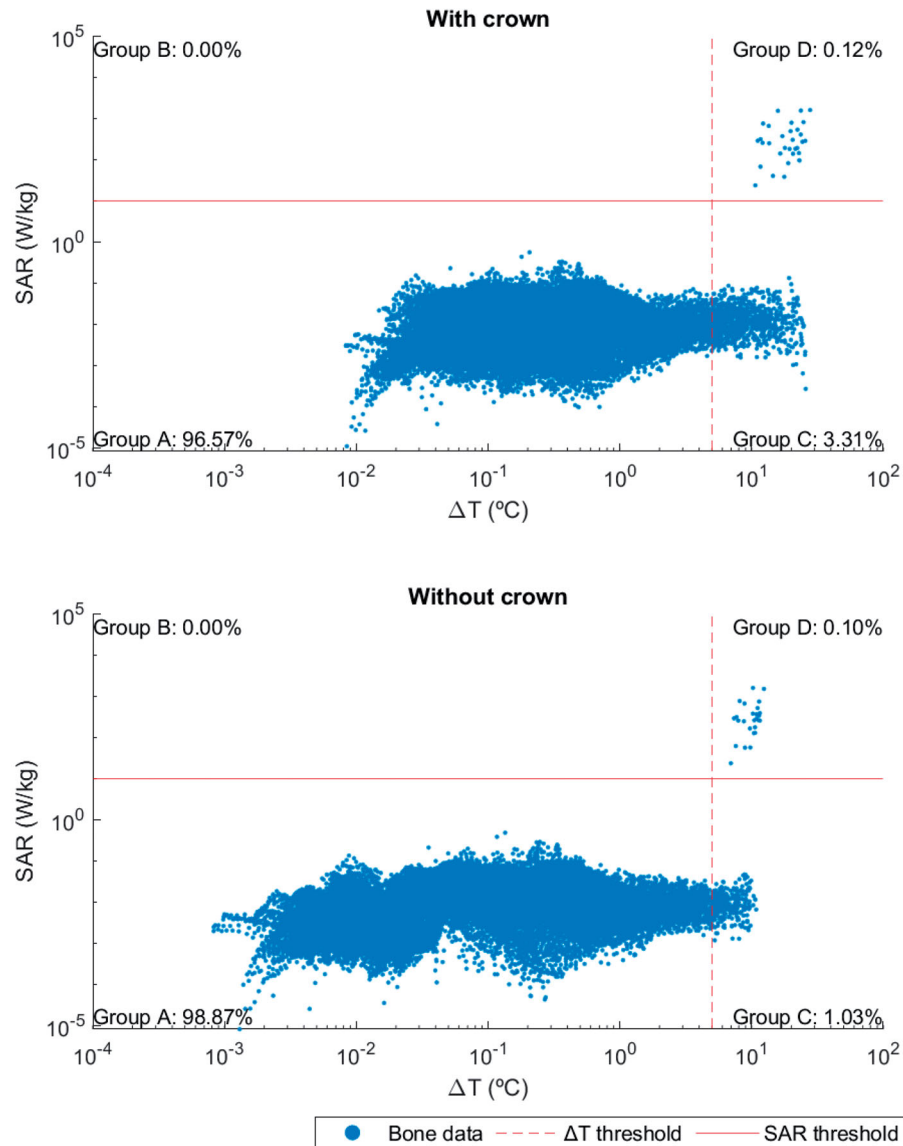 With crown
Group B: 0.00%
Group D: 0.12%
10^5
10^0
10^-5
SAR (W/kg)
Group A: 96.57%
Group C: 3.31%
10^-4 10^-3 10^-2 10^-1 10^0 10^1 10^2
ΔT (ºC)
Without crown
Group B: 0.00%
Group D: 0.10%
10^5
10^0
10^-5
SAR (W/kg)
Group A: 98.87%
Group C: 1.03%
10^-4 10^-3 10^-2 10^-1 10^0 10^1 10^2
ΔT (ºC)
Bone data ΔT threshold SAR threshold